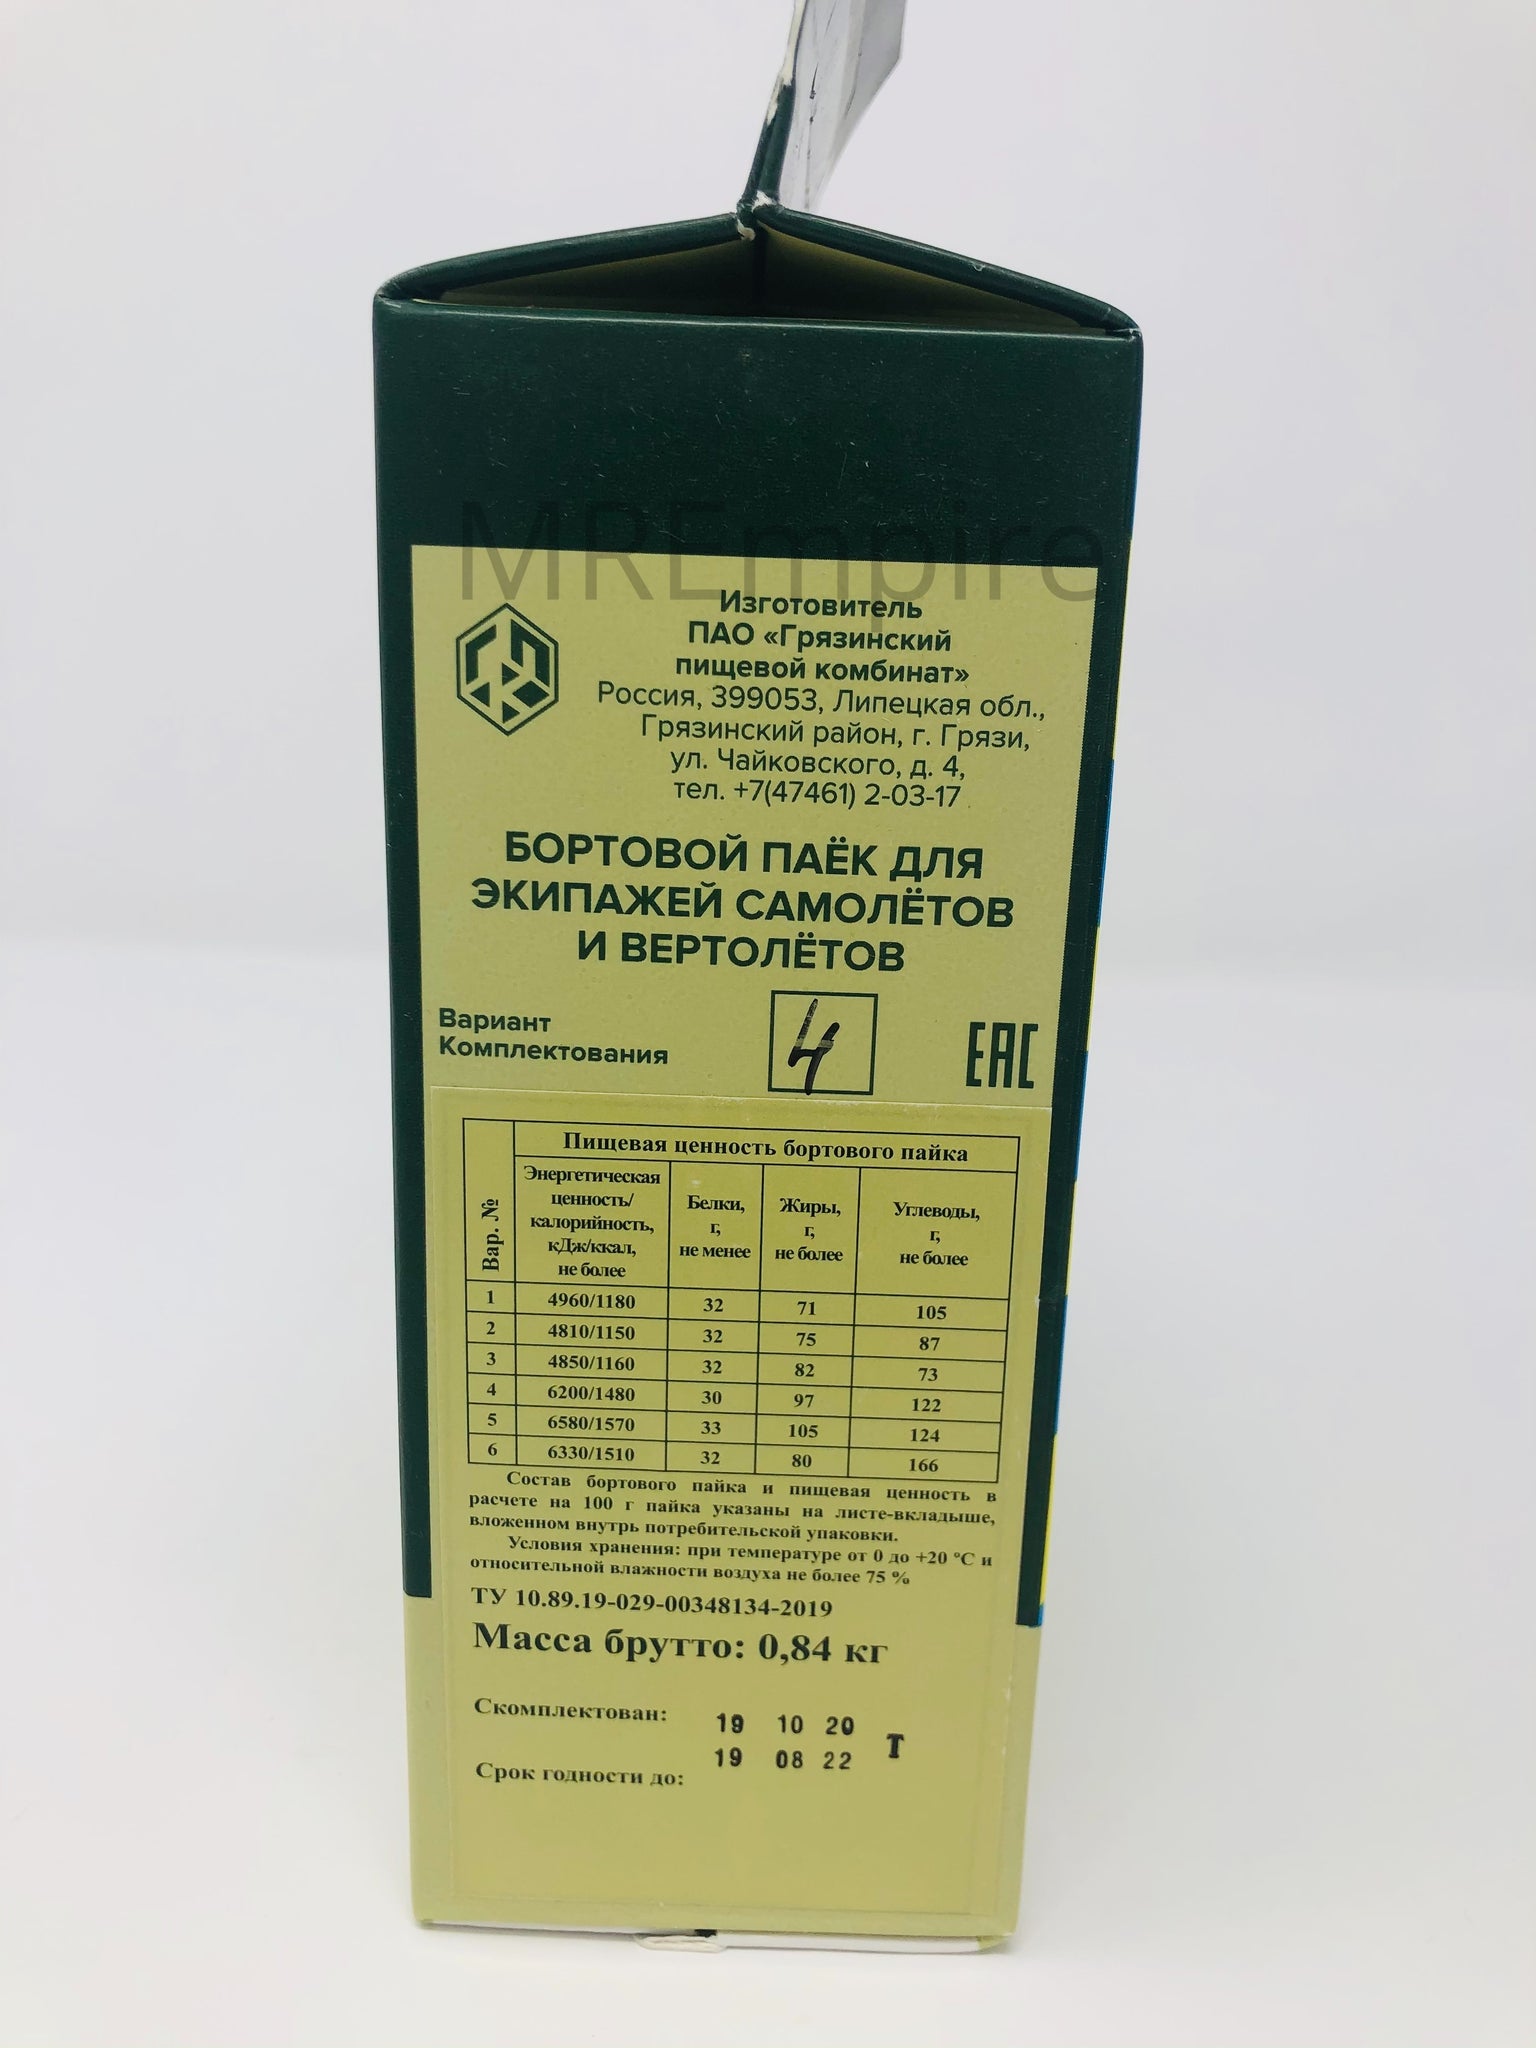 MREmpire
Изготовитель
ПАО «Грязинский
пищевой комбинат»
Россия, 399053, Липецкая обл.,
Грязинский район, г. Грязи,
ул. Чайковского, д. 4,
тел. +7(47461) 2-03-17
БОРТОВОЙ ПАЁК ДЛЯ
ЭКИПАЖЕЙ САМОЛЁТОВ
И ВЕРТОЛЁТОВ
Вариант
Комплектования
4
EAC
Вар. №
Пищевая ценность бортового пайка
Энергетическая
ценность/
калорийность,
кДж/ккал,
не более
Белки,
г,
не менее
Жиры,
г,
не более
Углеводы,
г,
не более
1 4960/1180 32 71 105
2 4810/1150 32 75 87
3 4850/1160 32 82 73
4 6200/1480 30 97 122
5 6580/1570 33 105 124
6 6330/1510 32 80 166
Состав бортового пайка и пищевая ценность в
расчете на 100 г пайка указаны на листе-вкладыше,
вложенном внутрь потребительской упаковки.
Условия хранения: при температуре от 0 до +20 °С и
относительной влажности воздуха не более 75 %
ТУ 10.89.19-029-00348134-2019
Масса брутто: 0,84 кг
Скомплектован: 19 10 20
Т
19 08 22
Срок годности до: